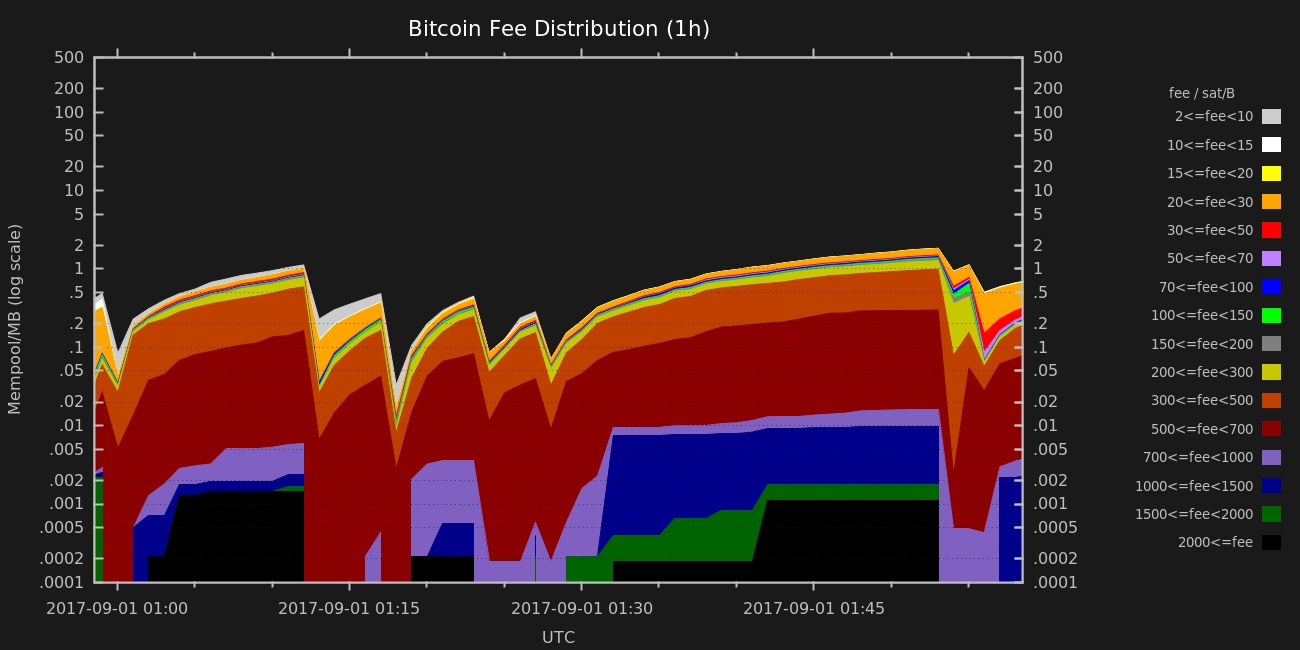 Bitcoin Fee Distribution (1h)
Mempool/MB (log scale)
500
200
100
50
20
10
5
2
1
.5
.2
.1
.05
.02
.01
.005
.002
.001
.0005
.0002
.0001
500
200
100
50
20
10
5
2
1
.5
.2
.1
.05
.02
.01
.005
.002
.001
.0005
.0002
.0001
2017-09-01 01:00
2017-09-01 01:15
2017-09-01 01:30
2017-09-01 01:45
UTC
fee / sat/B
2<=fee<10
10<=fee<15
15<=fee<20
20<=fee<30
30<=fee<50
50<=fee<70
70<=fee<100
100<=fee<150
150<=fee<200
200<=fee<300
300<=fee<500
500<=fee<700
700<=fee<1000
1000<=fee<1500
1500<=fee<2000
2000<=fee